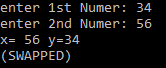 enter 1st Numer: 34
enter 2nd Numer: 56
x= 56 y=34
(SWAPPED)